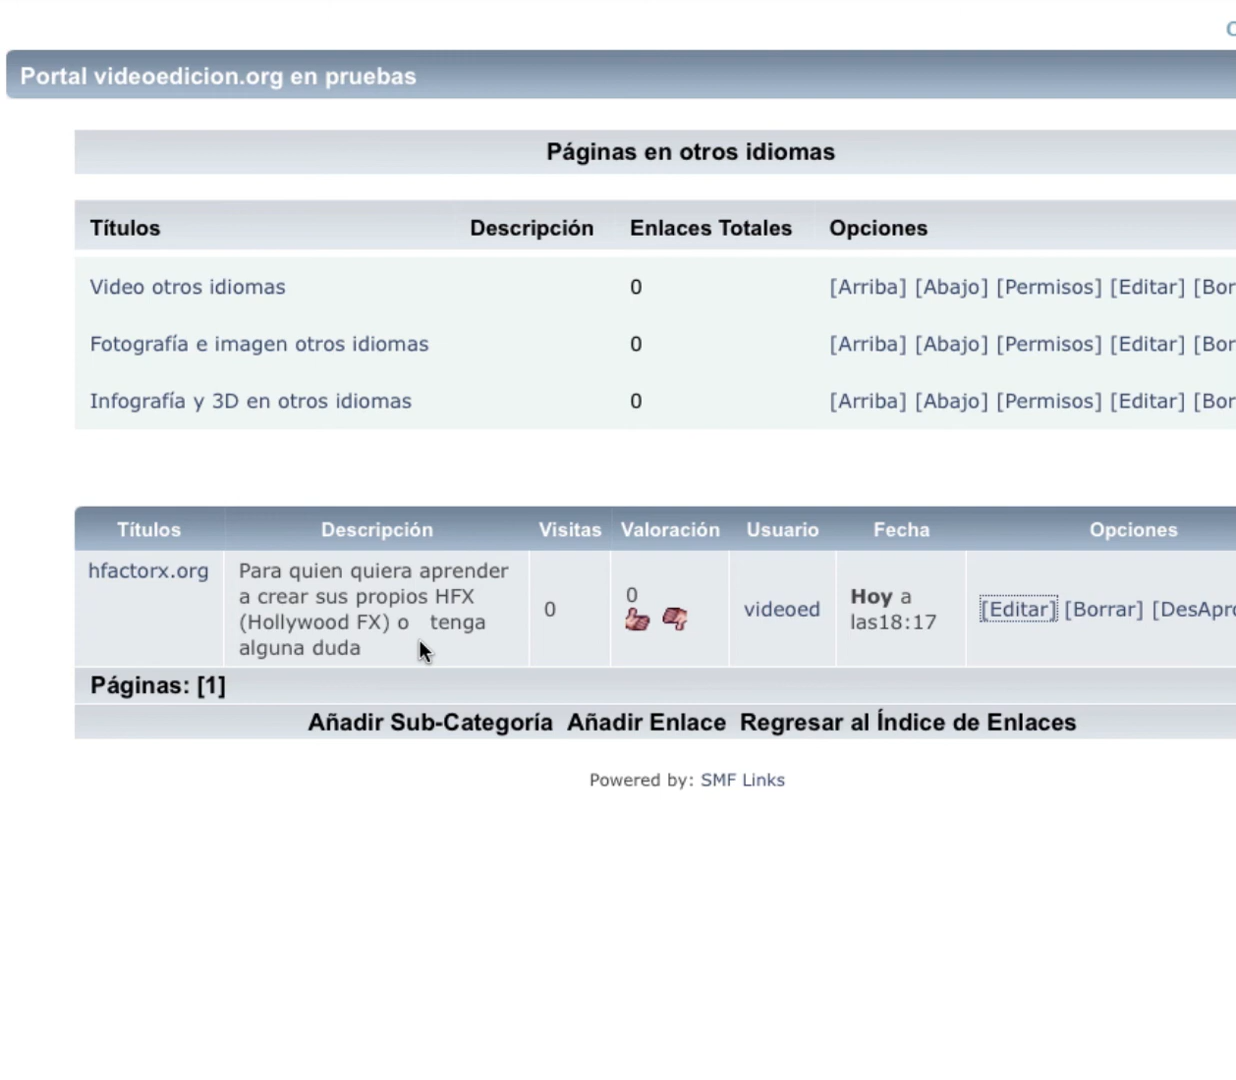 Portal videoedicion.org en pruebas
Páginas en otros idiomas
Títulos Descripción Enlaces Totales Opciones
Video otros idiomas 0 [Arriba] [Abajo] [Permisos] [Editar] [Bor
Fotografía e imagen otros idiomas 0 [Arriba] [Abajo] [Permisos] [Editar] [Bor
Infografía y 3D en otros idiomas 0 [Arriba] [Abajo] [Permisos] [Editar] [Bor
Títulos Descripción Visitas Valoración Usuario Fecha Opciones
hfactorx.org
Para quien quiera aprender
a crear sus propios HFX
(Hollywood FX) o tenga
alguna duda
0
0
videoed
Hoy a
las18:17
[Editar] [Borrar] [DesApro
Páginas: [1]
Añadir Sub-Categoría Añadir Enlace Regresar al Índice de Enlaces
Powered by: SMF Links